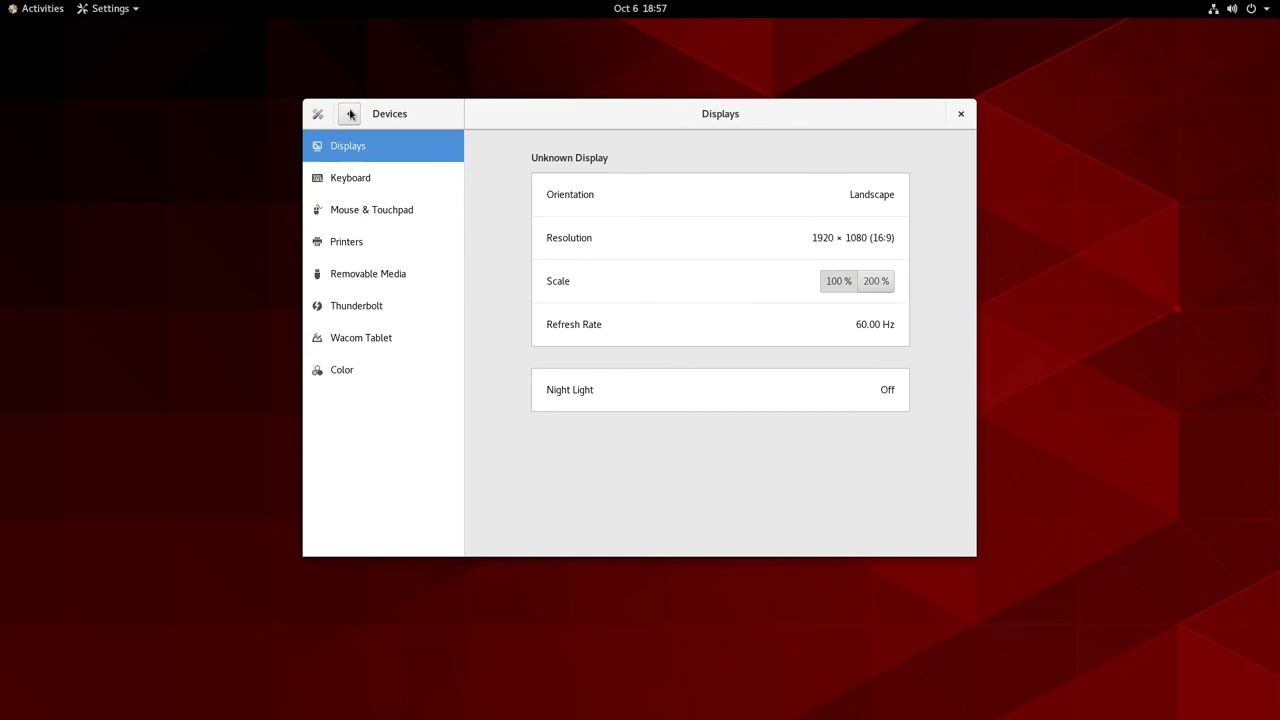 Activities Settings Oct 6 18:57
Devices Displays
Displays
Keyboard
Mouse & Touchpad
Printers
Removable Media
Thunderbolt
Wacom Tablet
Color
Unknown Display
Orientation Landscape
Resolution 1920 × 1080 (16:9)
Scale 100 % 200 %
Refresh Rate 60.00 Hz
Night Light Off